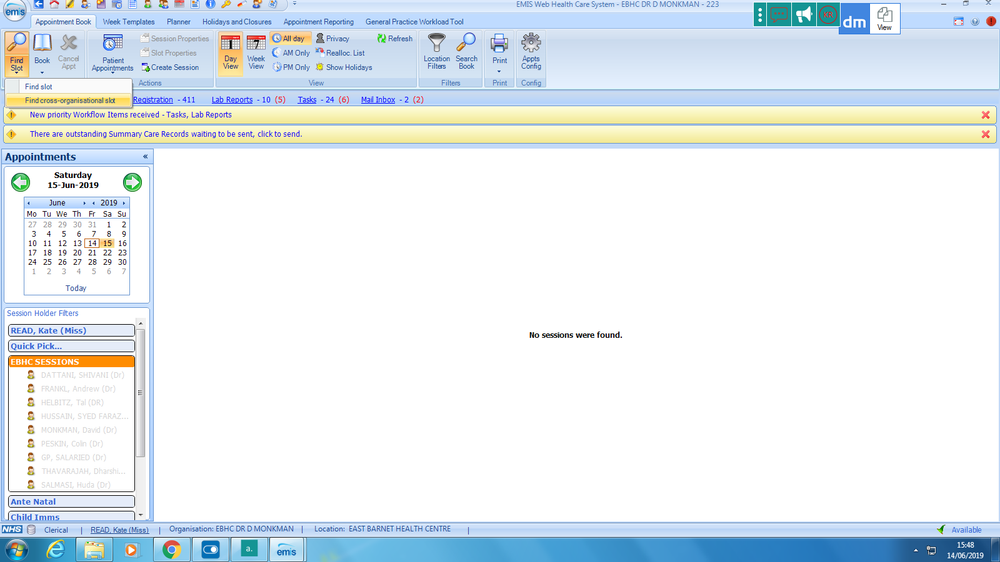 EMIS Web Health Care System - EBHC DR D MONKMAN - 223
emis
KR
dm
View
Appointment Book
Week Templates
Planner
Holidays and Closures
Appointment Reporting
General Practice Workload Tool
Find Slot
Book
Cancel Appt
Patient Appointments
Session Properties
Slot Properties
Create Session
Actions
1
Day View
7
Week View
All day
AM Only
PM Only
Privacy
Realloc. List
Show Holidays
Refresh
View
Location Filters
Search Book
Filters
Print
Print
Appts Config
Config
Find slot
Find cross-organisational slot
Registration - 411
Lab Reports - 10 (5)
Tasks - 24 (6)
Mail Inbox - 2 (2)
New priority Workflow Items received - Tasks, Lab Reports
There are outstanding Summary Care Records waiting to be sent, click to send.
Appointments
Saturday
15-Jun-2019
June 2019
Mo Tu We Th Fr Sa Su
27 28 29 30 31 1 2
3 4 5 6 7 8 9
10 11 12 13 14 15 16
17 18 19 20 21 22 23
24 25 26 27 28 29 30
1 2 3 4 5 6 7
Today
Session Holder Filters
READ, Kate (Miss)
Quick Pick...
EBHC SESSIONS
DATTANI, SHIVANI (Dr)
FRANKL, Andrew (Dr)
HELBITZ, Tal (DR)
HUSSAIN, SYED FARAZ...
MONKMAN, David (Dr)
PESKIN, Colin (Dr)
GP, SALARIED (Dr)
THAVARAJAH, Dharshi...
SALMASI, Huda (Dr)
Ante Natal
Child Imms
No sessions were found.
NHS
Clerical
READ, Kate (Miss)
Organisation: EBHC DR D MONKMAN
Location: EAST BARNET HEALTH CENTRE
Available
a.
emis
15:48
14/06/2019